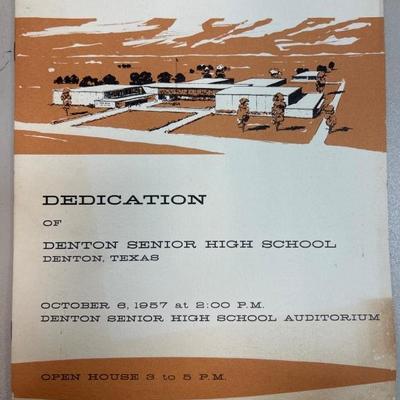 DEDICATION
OF
DENTON SENIOR HIGH SCHOOL
DENTON, TEXAS
OCTOBER 6, 1957 at 2:00 P.M.
DENTON SENIOR HIGH SCHOOL AUDITORIUM
OPEN HOUSE 3 to 5 P.M.